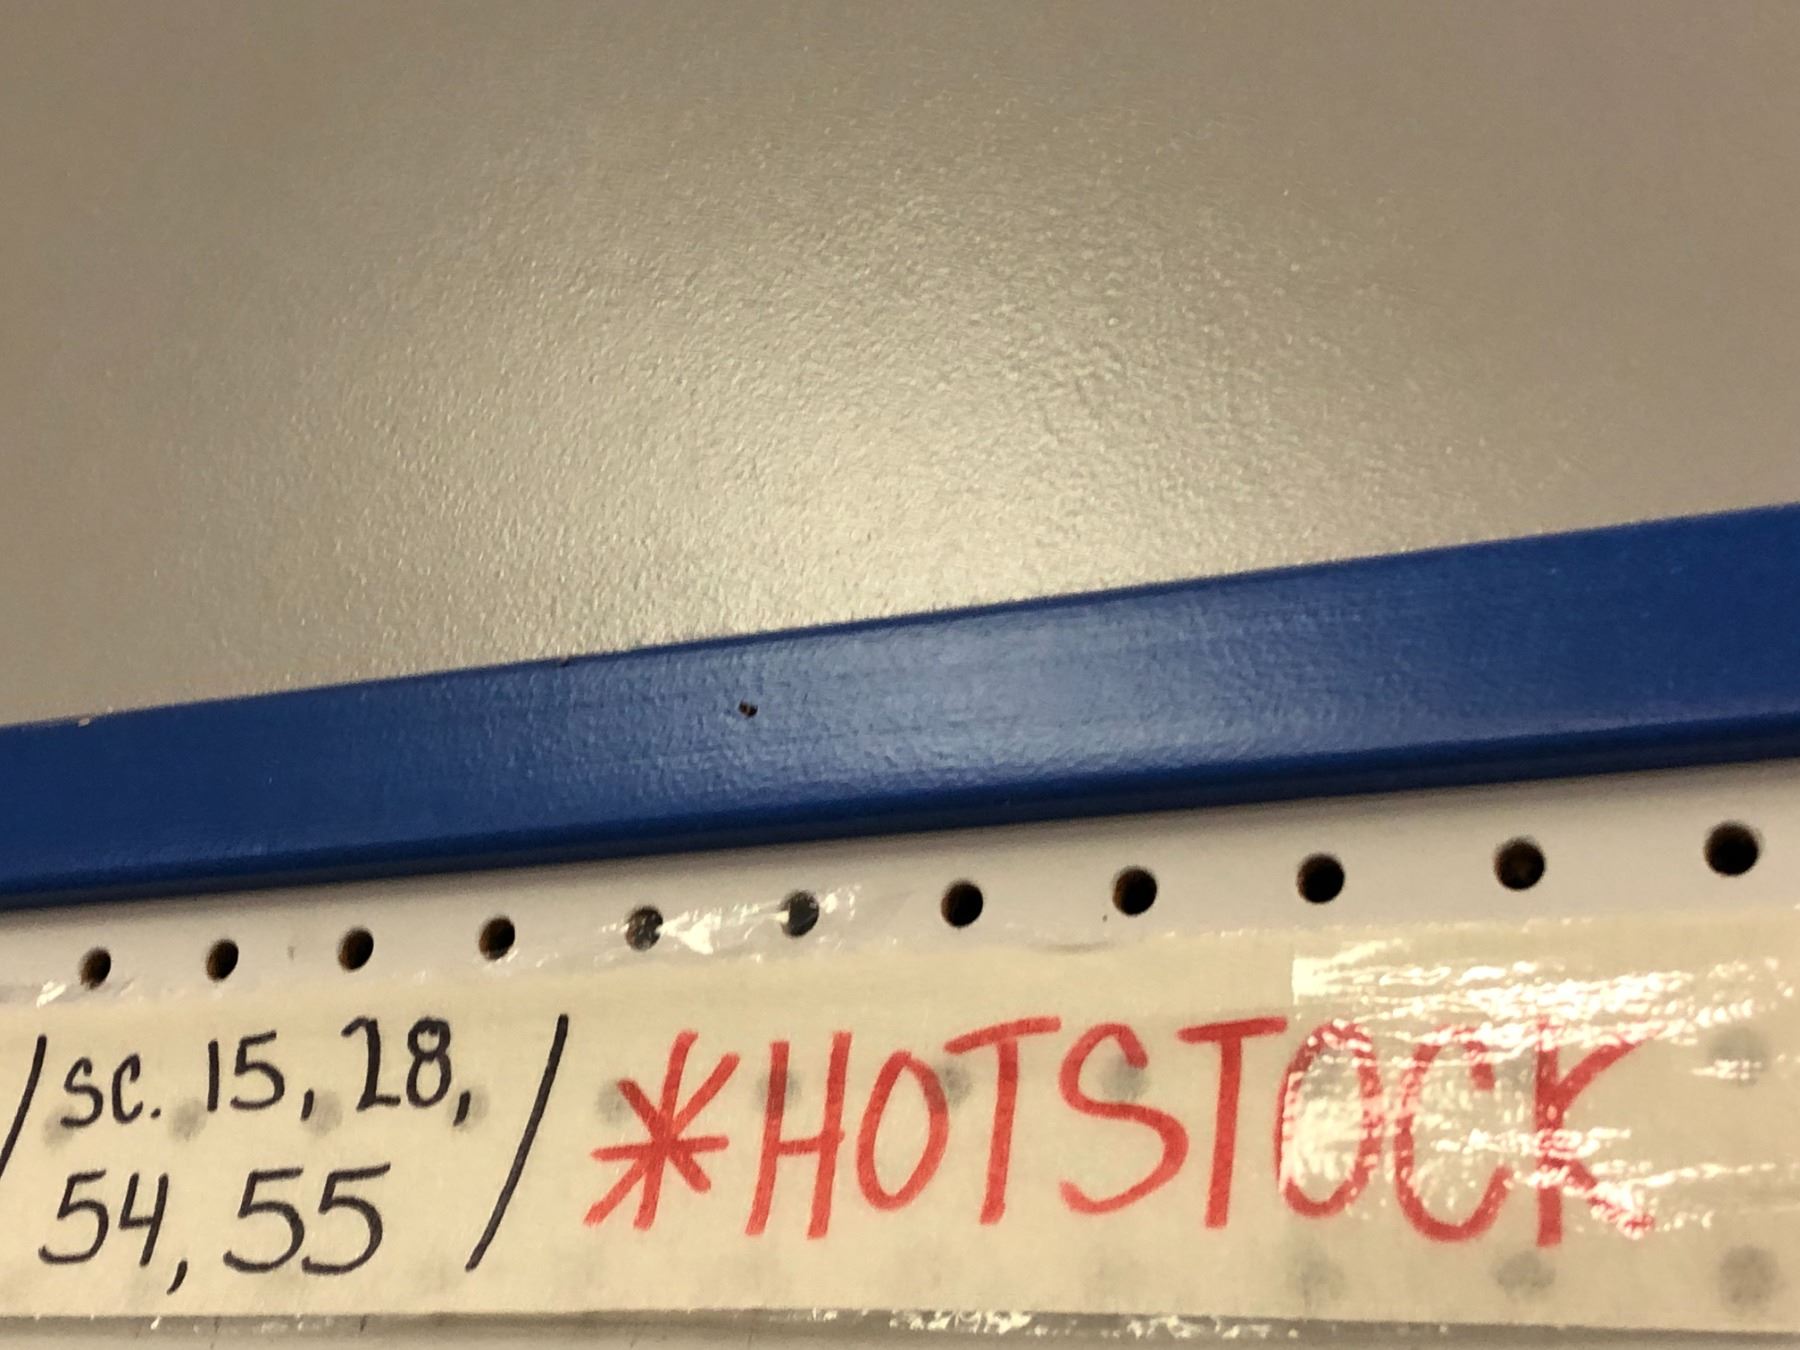 / SC. 15, 28, / *HOTSTOCK
54, 55